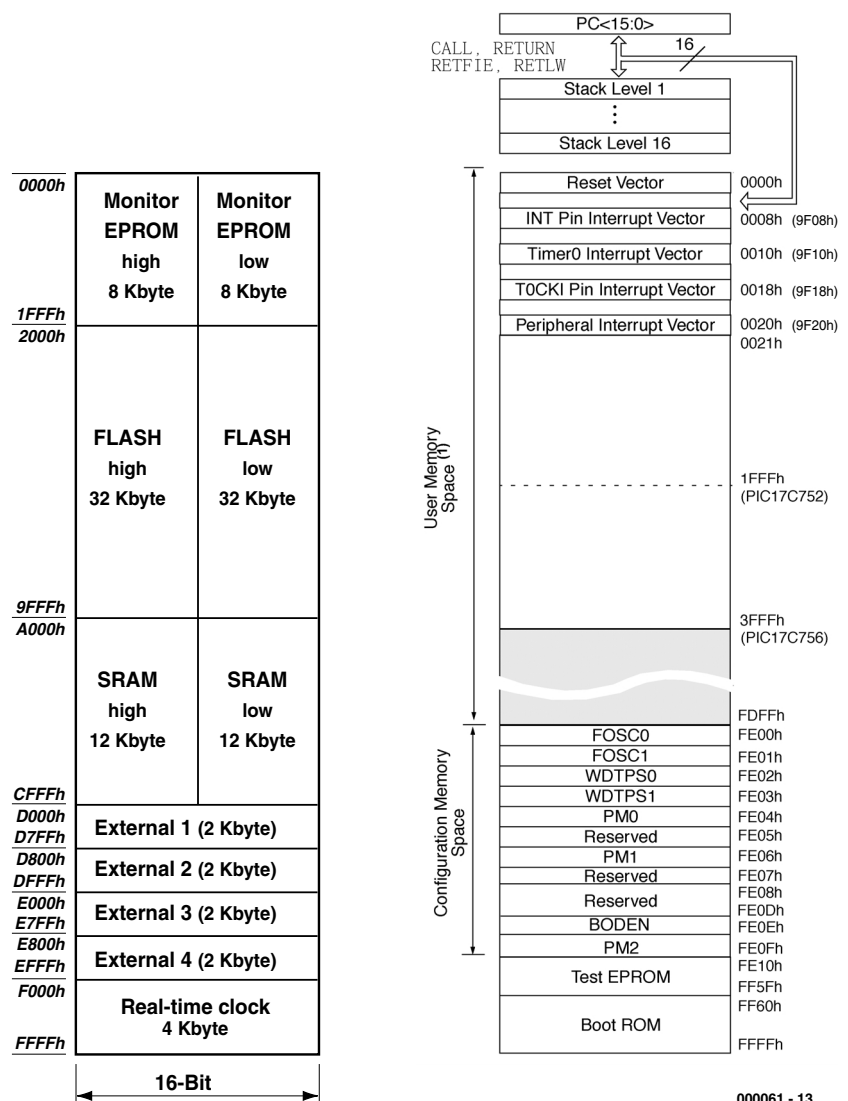 0000h
Monitor EPROM high 8 Kbyte
Monitor EPROM low 8 Kbyte
1FFFh
2000h
FLASH high 32 Kbyte
FLASH low 32 Kbyte
9FFFh
A000h
SRAM high 12 Kbyte
SRAM low 12 Kbyte
CFFFh
D000h
External 1 (2 Kbyte)
D7FFh
D800h
External 2 (2 Kbyte)
DFFFh
E000h
External 3 (2 Kbyte)
E7FFh
E800h
External 4 (2 Kbyte)
EFFFh
F000h
Real-time clock
4 Kbyte
FFFFh
16-Bit
PC<15:0>
CALL, RETURN
RETFIE, RETLW
16
Stack Level 1
Stack Level 16
Reset Vector 0000h
INT Pin Interrupt Vector 0008h (9F08h)
Timer0 Interrupt Vector 0010h (9F10h)
T0CKI Pin Interrupt Vector 0018h (9F18h)
Peripheral Interrupt Vector 0020h (9F20h)
0021h
User Memory
Space (1)
1FFFh
(PIC17C752)
3FFFh
(PIC17C756)
FDFFh
Configuration Memory
Space
FOSC0 FE00h
FOSC1 FE01h
WDTPS0 FE02h
WDTPS1 FE03h
PM0 FE04h
Reserved FE05h
PM1 FE06h
Reserved FE07h
FE08h
Reserved
FE0Dh
BODEN FE0Eh
PM2 FE0Fh
FE10h
Test EPROM
FF5Fh
FF60h
Boot ROM
FFFFh
000061 - 13